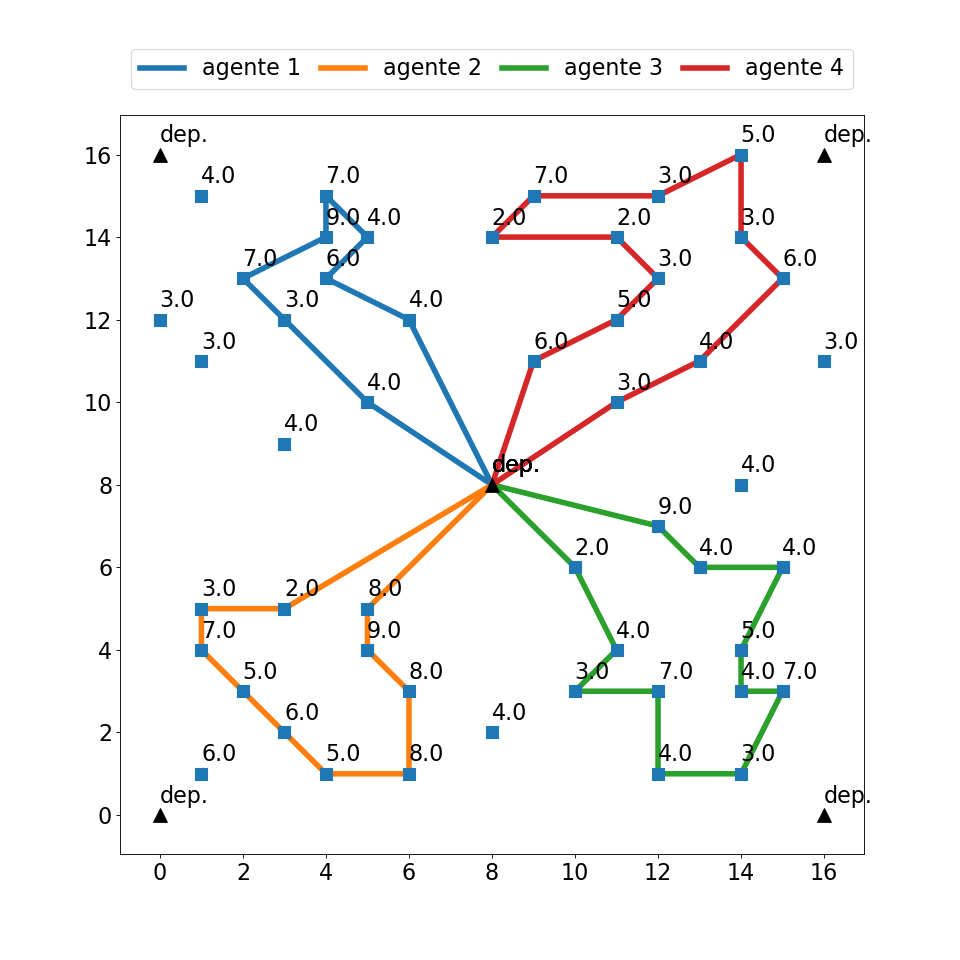 agente 1 agente 2 agente 3 agente 4
dep. 5.0 dep.
16
4.0 7.0 7.0 3.0
9.0 4.0 2.0 2.0 3.0
14
7.0 6.0 3.0 6.0
3.0 3.0 4.0 5.0
12
3.0 6.0 4.0 3.0
4.0 3.0
10
4.0
dep. 4.0
8
9.0
2.0 4.0 4.0
6
3.0 2.0 8.0
7.0 9.0 4.0 5.0
4
5.0 8.0 3.0 7.0 4.0 7.0
6.0 4.0
2
6.0 5.0 8.0 4.0 3.0
dep. dep.
0
0 2 4 6 8 10 12 14 16